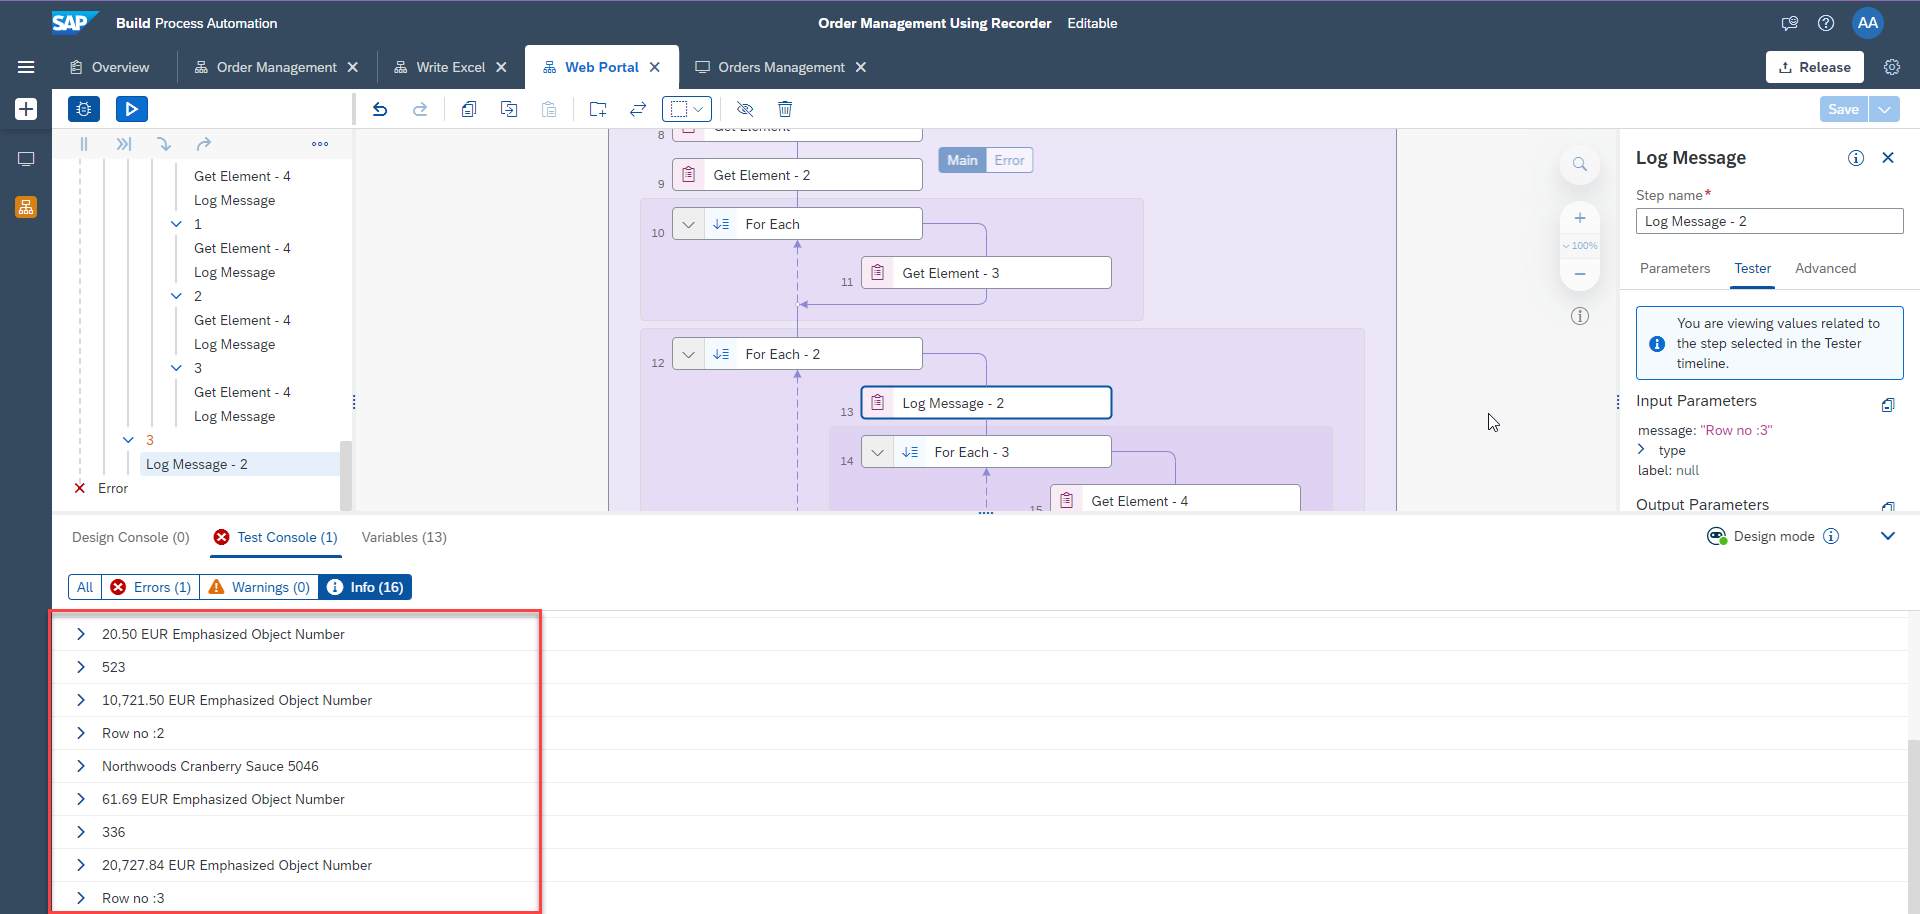 SAP Build Process Automation
Order Management Using Recorder Editable
AA
Overview
Order Management
Write Excel
Web Portal
Orders Management
Release
Save
Get Element - 4
Log Message
1
Get Element - 4
Log Message
2
Get Element - 4
Log Message
3
Get Element - 4
Log Message
3
Log Message - 2
Error
8 Get Element
9 Get Element - 2
Main Error
10 For Each
11 Get Element - 3
12 For Each - 2
13 Log Message - 2
14 For Each - 3
15 Get Element - 4
100%
Log Message
Step name*
Log Message - 2
Parameters Tester Advanced
You are viewing values related to
the step selected in the Tester
timeline.
Input Parameters
message: "Row no :3"
type
label: null
Output Parameters
Design Console (0) Test Console (1) Variables (13)
Design mode
All Errors (1) Warnings (0) Info (16)
20.50 EUR Emphasized Object Number
523
10,721.50 EUR Emphasized Object Number
Row no :2
Northwoods Cranberry Sauce 5046
61.69 EUR Emphasized Object Number
336
20,727.84 EUR Emphasized Object Number
Row no :3